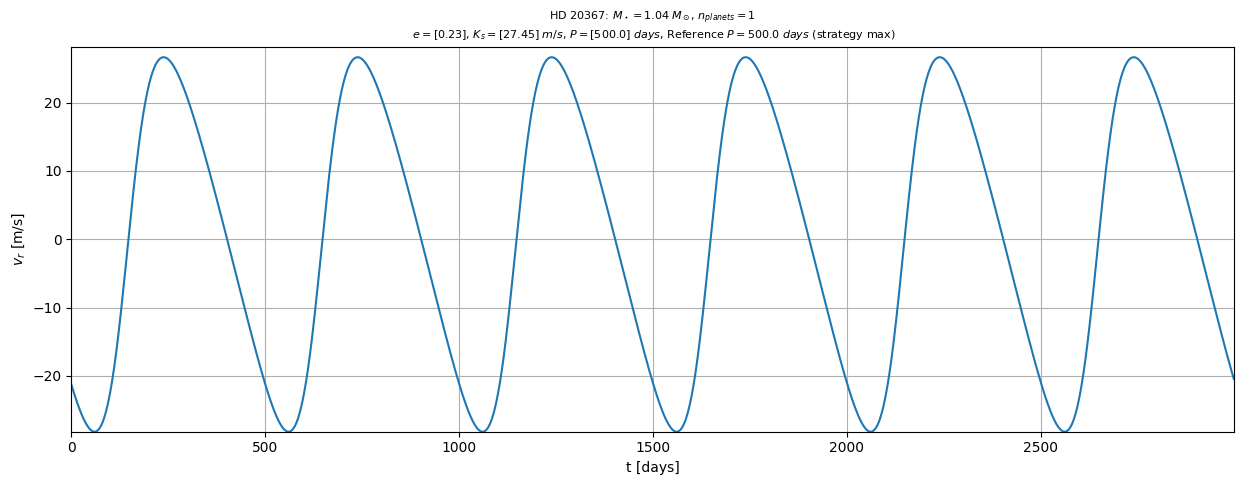 HD 20367: $M_\star = 1.04\ M_\odot$, $n_{planets} = 1$
$e = [0.23]$, $K_s = [27.45]\ m/s$, $P = [500.0]\ days$, Reference $P = 500.0\ days$ (strategy max)
$v_r$ [m/s]
20
10
0
−10
−20
0 500 1000 1500 2000 2500
t [days]